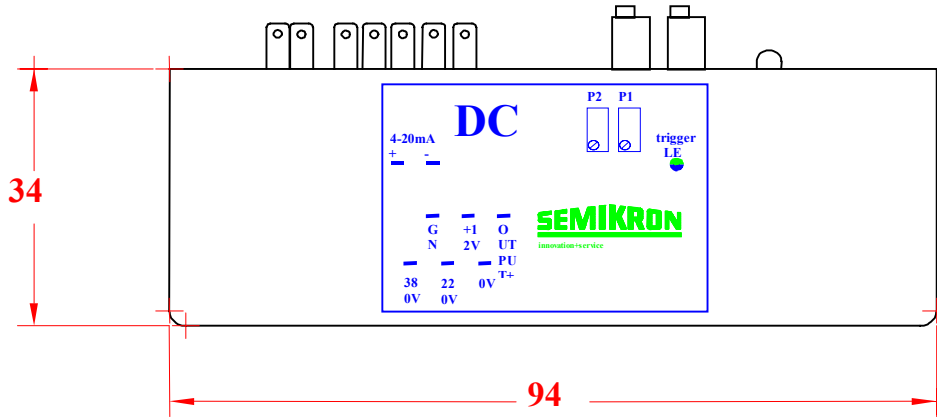 DC
P2 P1
4-20mA
+ -
trigger
LE
34
SEMIKRON
innovation+service
G
N
+1
2V
O
UT
PU
T+
38
0V
22
0V
0V
94